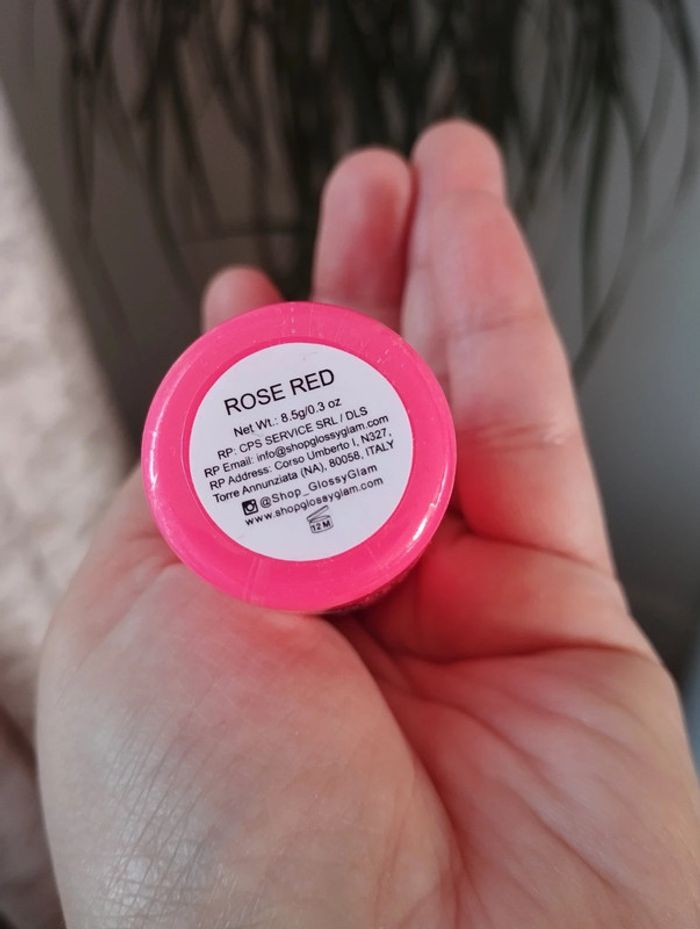 ROSE RED
Net Wt.: 8.5g/0.3 oz
RP: CPS SERVICE SRL / DLS
RP Email: info@shopglossyglam.com
RP Address: Corso Umberto I, N327,
Torre Annunziata (NA), 80058, ITALY
@Shop_GlossyGlam
www.shopglossyglam.com
12 M